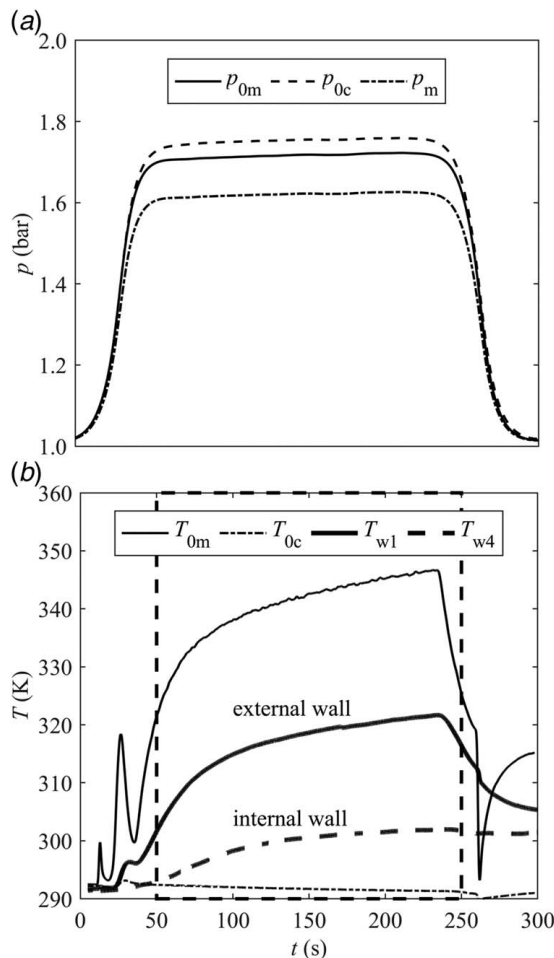 (a)
2.0
p0m p0c pm
1.8
1.6
p (bar)
1.4
1.2
1.0
(b)
360
T0m T0c Tw1 Tw4
350
340
330
external wall
T (K)
320
310
internal wall
300
290
0 50 100 150 200 250 300
t (s)